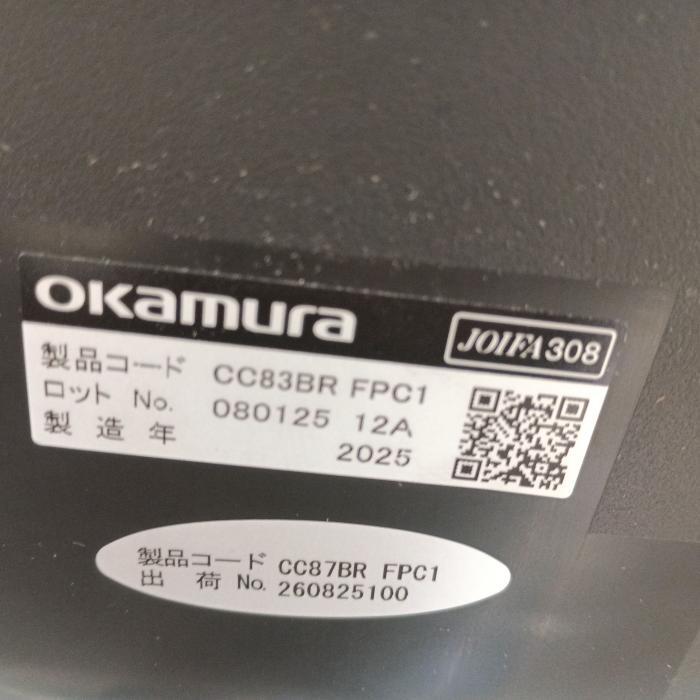 OKamura
JOIFA308
製品コード CC83BR FPC1
ロット No. 080125 12A
製造年 2025
製品コード CC87BR FPC1
出荷 No. 260825100